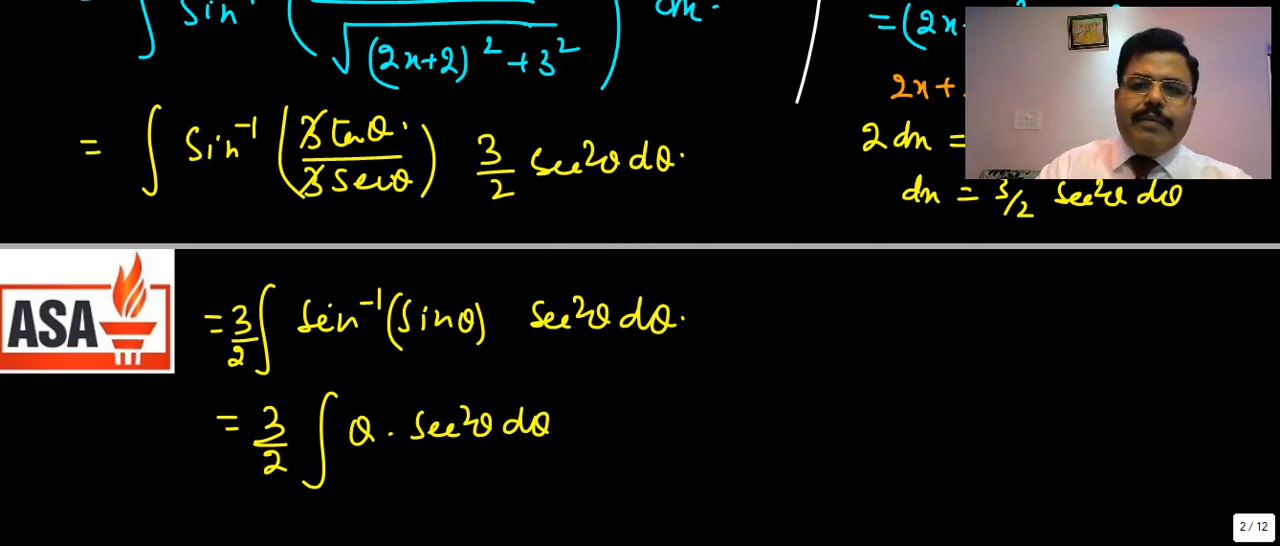 ∫ sin⁻¹ ( / √((2x+2)² + 3²) ) dx.
= (2x
2x +
= ∫ sin⁻¹ (3 tanθ / 3 secθ) 3/2 sec²θ dθ.
2 dx =
dx = 3/2 sec²θ dθ
ASA
= 3/2 ∫ sin⁻¹(sinθ) sec²θ dθ.
= 3/2 ∫ θ. sec²θ dθ
2 / 12